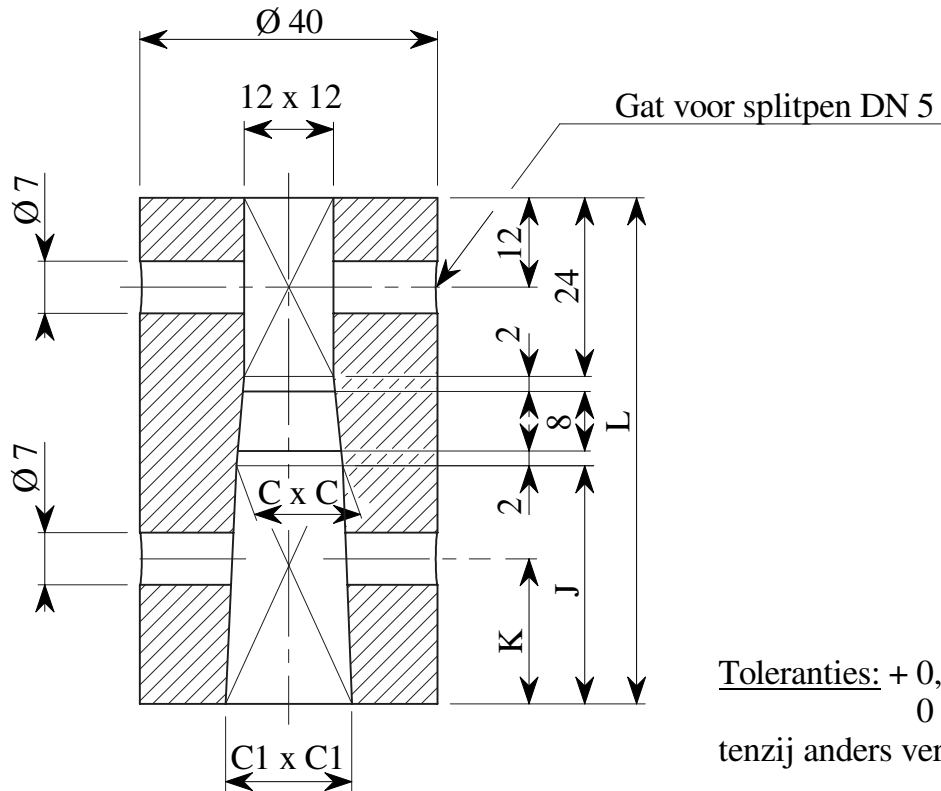 Ø 40
12 x 12
Gat voor splitpen DN 5
Ø 7
12
24
2
8
L
Ø 7
C x C
2
J
K
Toleranties: + 0,
0
tenzij anders ver
C1 x C1